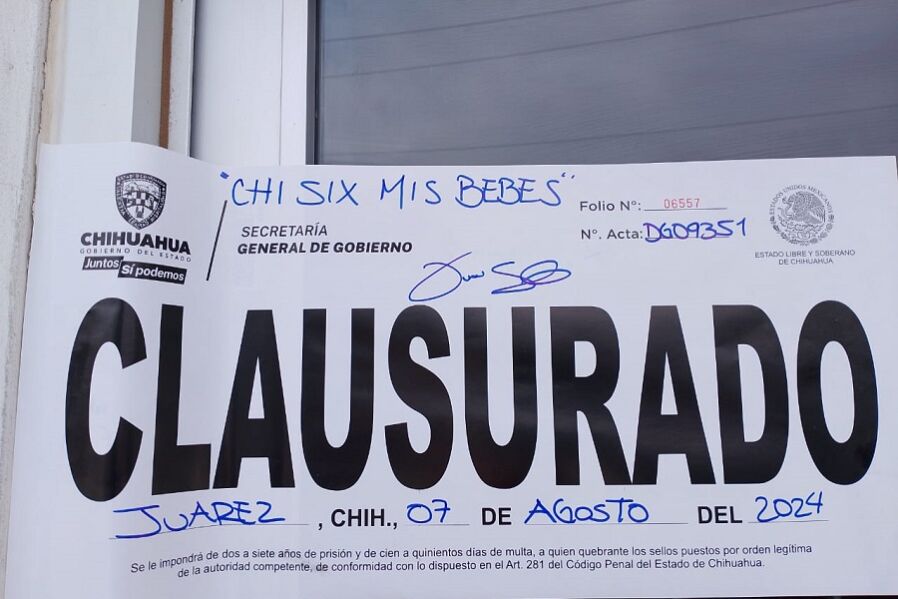 "CHI SIX MIS BEBES"
CHIHUAHUA
GOBIERNO DEL ESTADO
Juntos Sí podemos
SECRETARÍA
GENERAL DE GOBIERNO
Folio N°: 06557
N°. Acta: DG09351
ESTADOS UNIDOS MEXICANOS
ESTADO LIBRE Y SOBERANO
DE CHIHUAHUA
CLAUSURADO
JUAREZ, CHIH., 07 DE AGOSTO DEL 2024
Se le impondrá de dos a siete años de prisión y de cien a quinientos días de multa, a quien quebrante los sellos puestos por orden legítima
de la autoridad competente, de conformidad con lo dispuesto en el Art. 281 del Código Penal del Estado de Chihuahua.